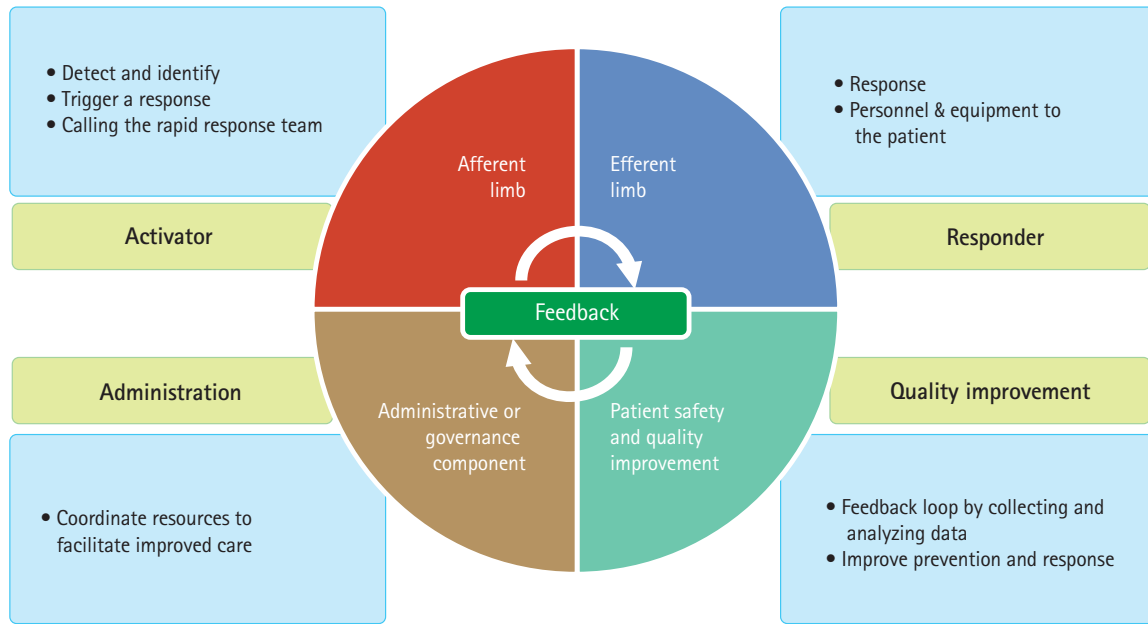 • Detect and identify
• Trigger a response
• Calling the rapid response team
Activator
Afferent
limb
Efferent
limb
• Response
• Personnel & equipment to
the patient
Responder
Feedback
Administration
• Coordinate resources to
facilitate improved care
Administrative or
governance
component
Patient safety
and quality
improvement
Quality improvement
• Feedback loop by collecting and
analyzing data
• Improve prevention and response